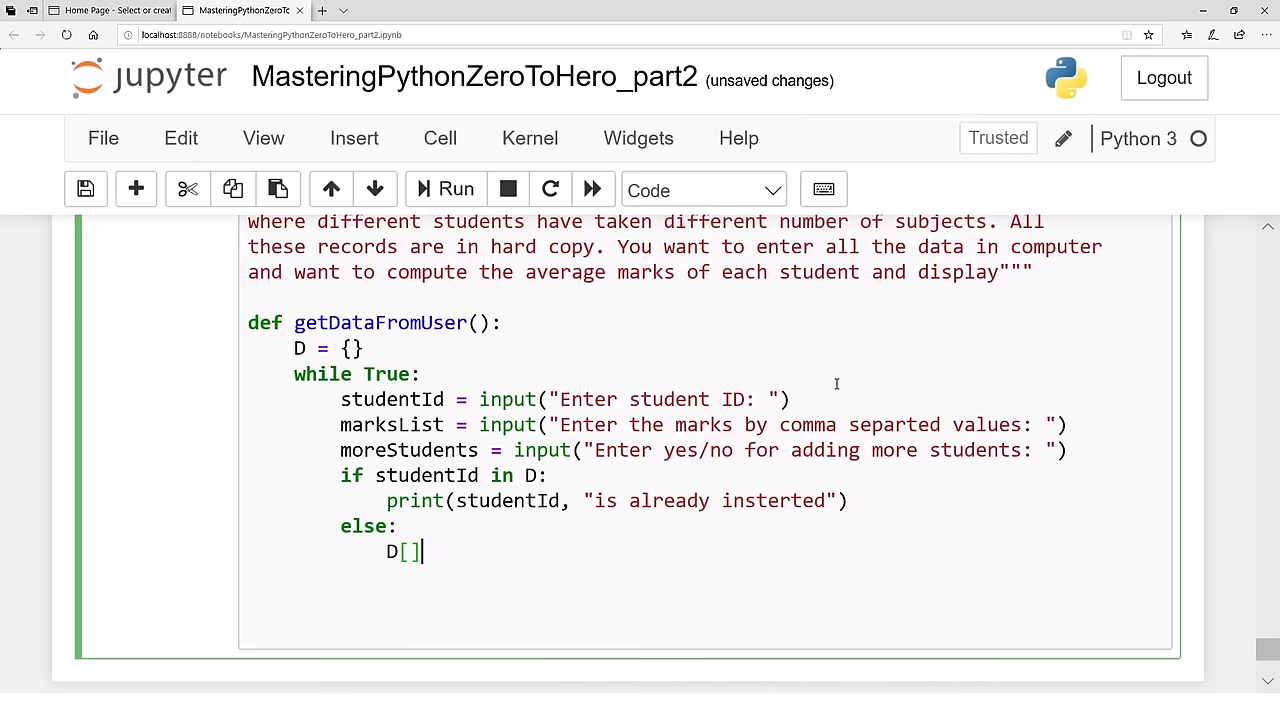 Home Page - Select or creat
MasteringPythonZeroTo
localhost:8888/notebooks/MasteringPythonZeroToHero_part2.ipynb
jupyter MasteringPythonZeroToHero_part2 (unsaved changes)
Logout
File Edit View Insert Cell Kernel Widgets Help Trusted Python 3
Run Code
where different students have taken different number of subjects. All
these records are in hard copy. You want to enter all the data in computer
and want to compute the average marks of each student and display"""
def getDataFromUser():
    D = {}
    while True:
        studentId = input("Enter student ID: ")
        marksList = input("Enter the marks by comma separted values: ")
        moreStudents = input("Enter yes/no for adding more students: ")
        if studentId in D:
            print(studentId, "is already insterted")
        else:
            D[]